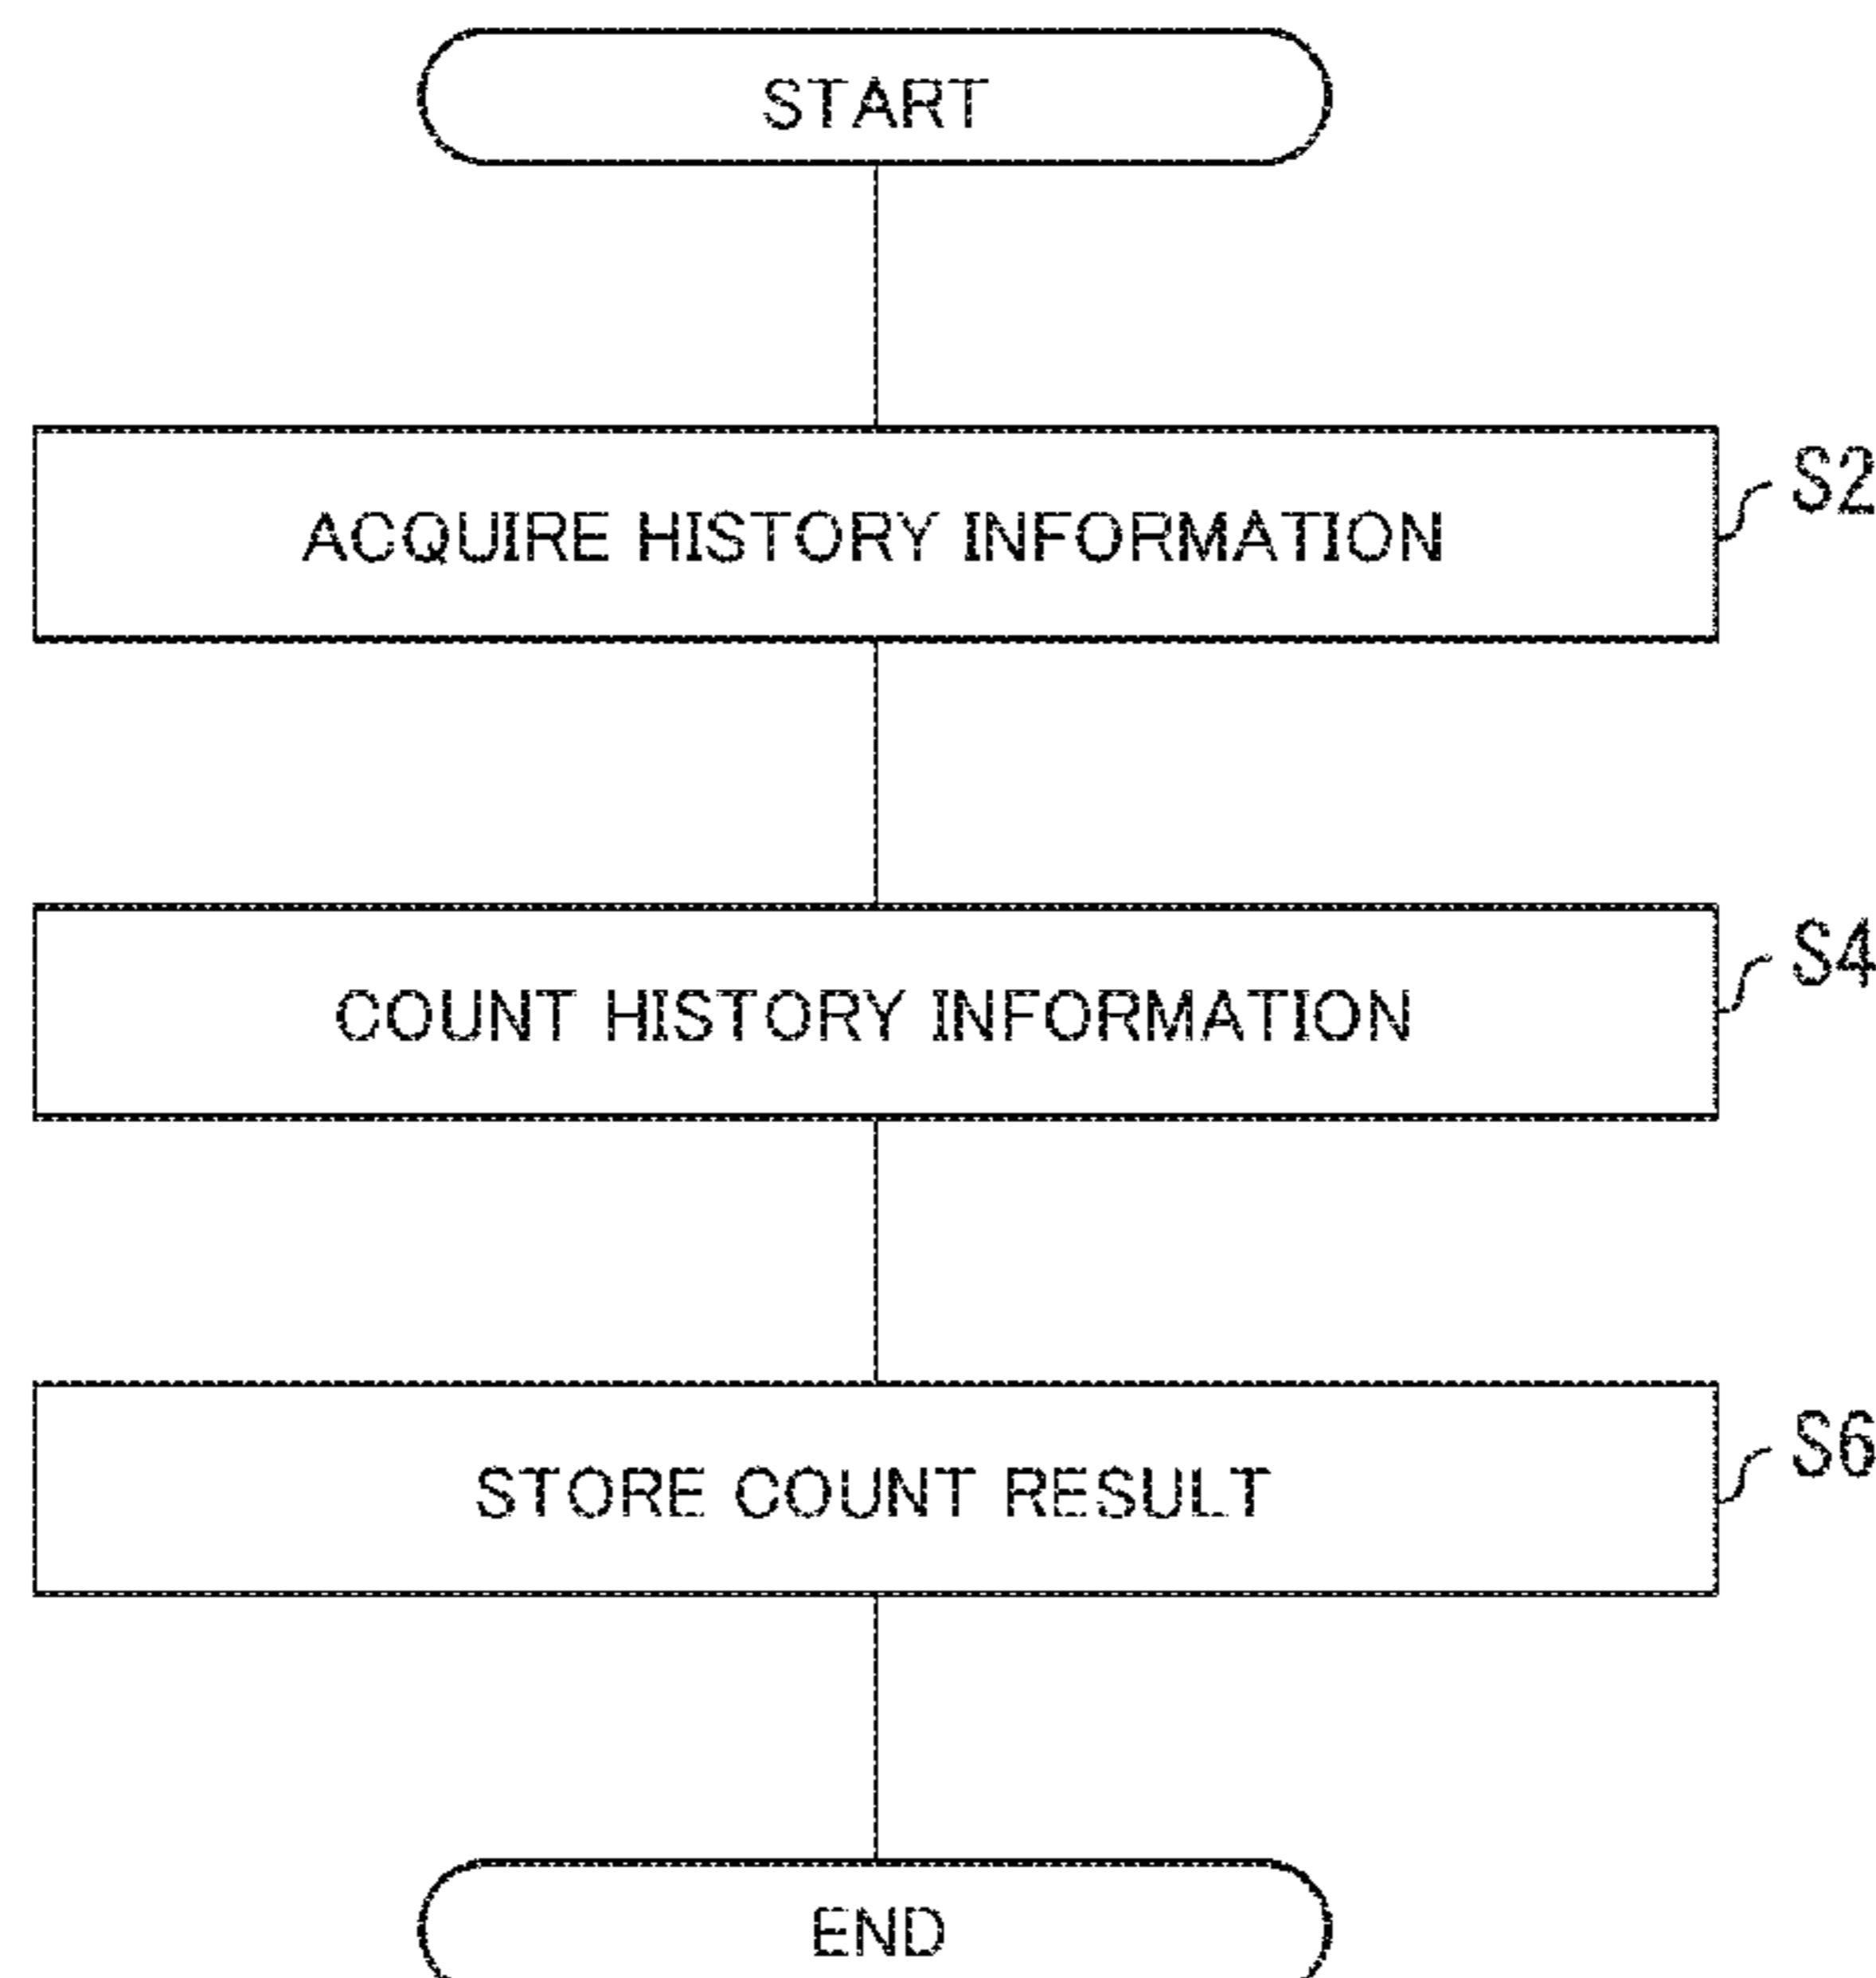 START
ACQUIRE HISTORY INFORMATION
S2
COUNT HISTORY INFORMATION
S4
STORE COUNT RESULT
S6
END